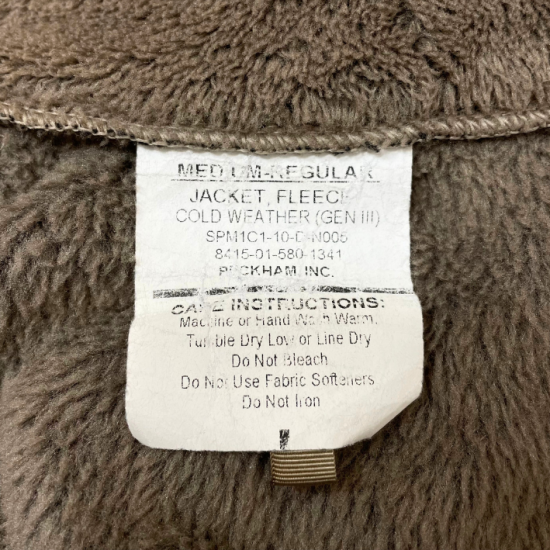 MEDIUM-REGULAR
JACKET, FLEECE
COLD WEATHER (GEN III)
SPM1C1-10-D-N005
8415-01-580-1341
PECKHAM, INC.
CARE INSTRUCTIONS:
Machine or Hand Wash Warm.
Tumble Dry Low or Line Dry
Do Not Bleach
Do Not Use Fabric Softeners
Do Not Iron